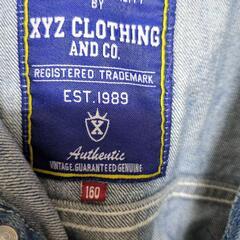 BY
XYZ CLOTHING
AND CO.
REGISTERED TRADEMARK
EST.1989
X
Authentic
VINTAGE.GUARANTEED GENUINE
160